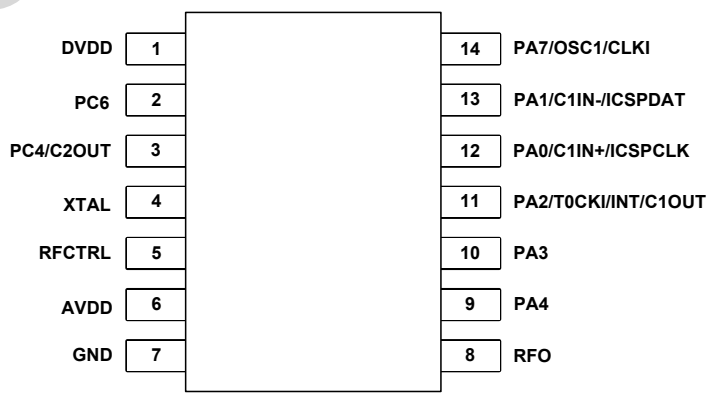 DVDD 1 14 PA7/OSC1/CLKI
PC6 2 13 PA1/C1IN-/ICSPDAT
PC4/C2OUT 3 12 PA0/C1IN+/ICSPCLK
XTAL 4 11 PA2/T0CKI/INT/C1OUT
RFCTRL 5 10 PA3
AVDD 6 9 PA4
GND 7 8 RFO